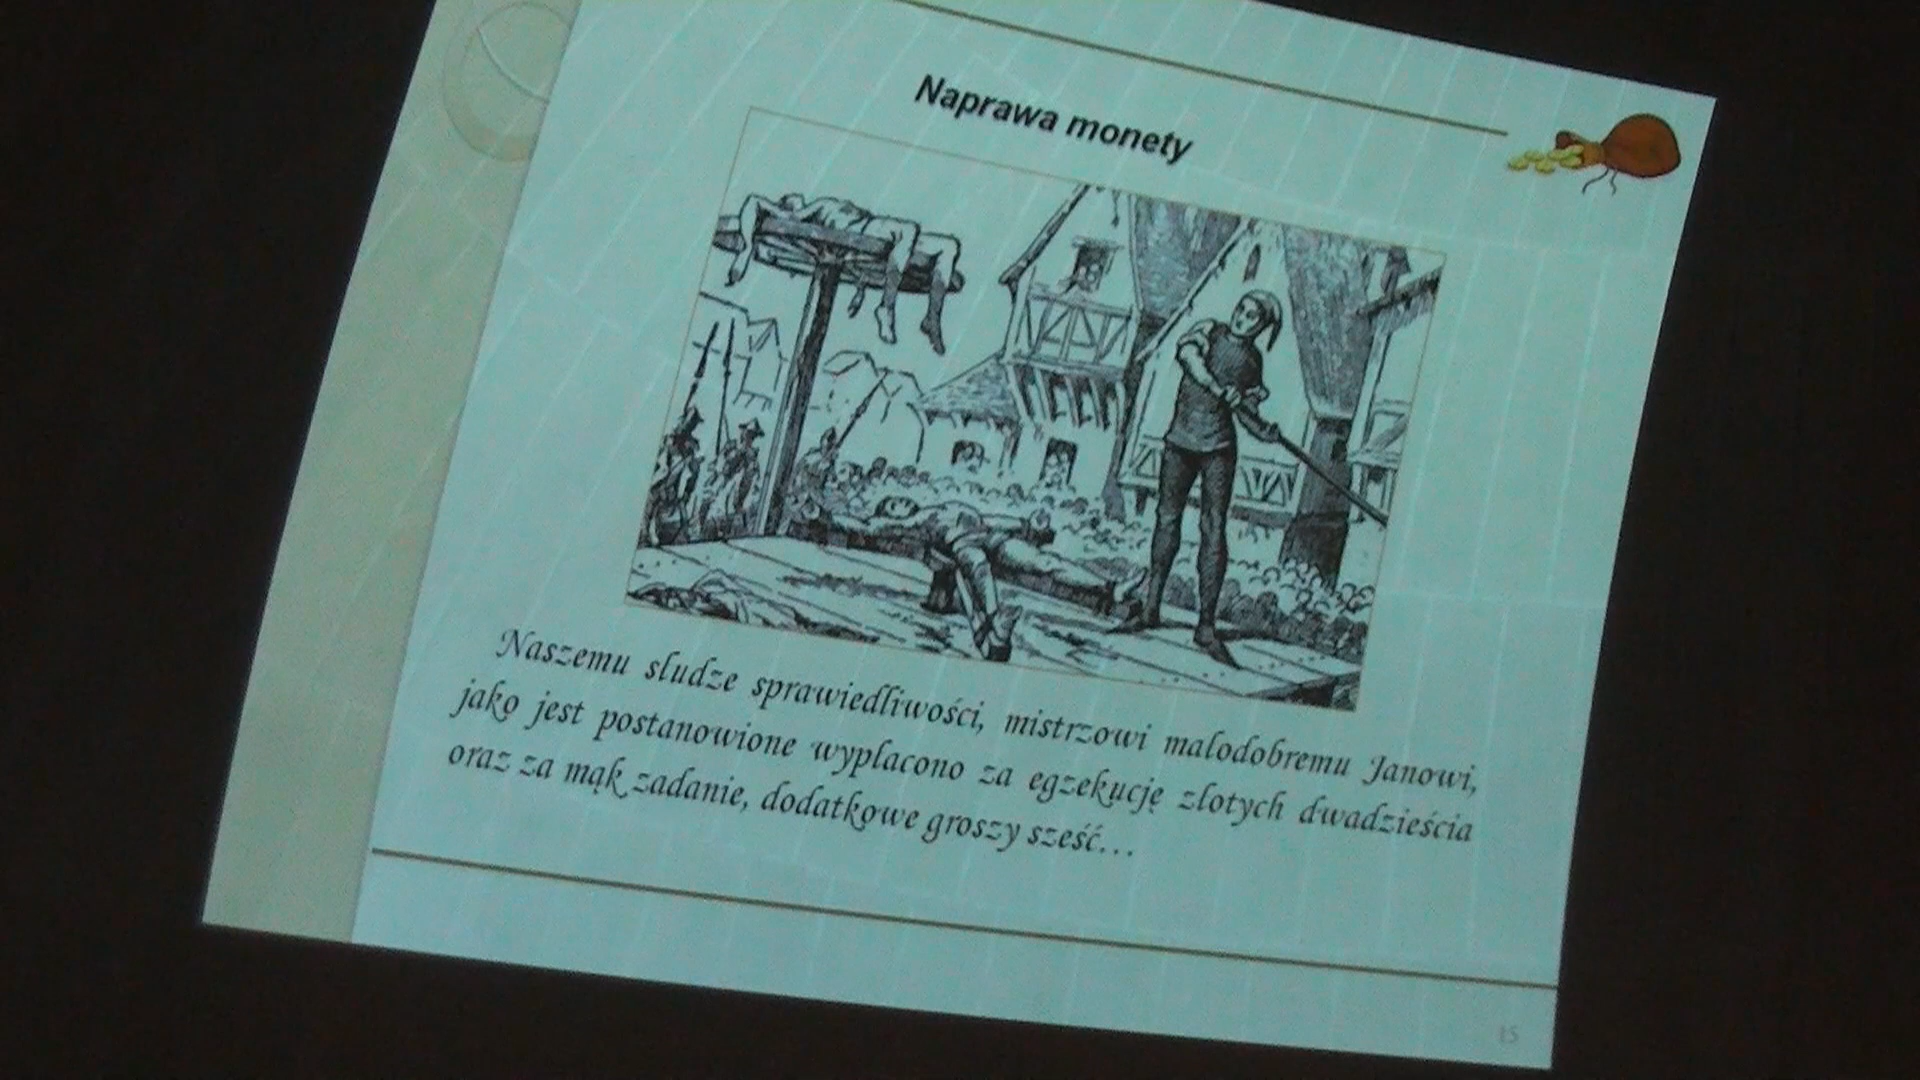 Naprawa monety
Naszemu słudze sprawiedliwości, mistrzowi małodobremu Janowi,
jako jest postanowione wypłacono za egzekucję złotych dwadzieścia
oraz za mąk zadanie, dodatkowe groszy sześć...
15